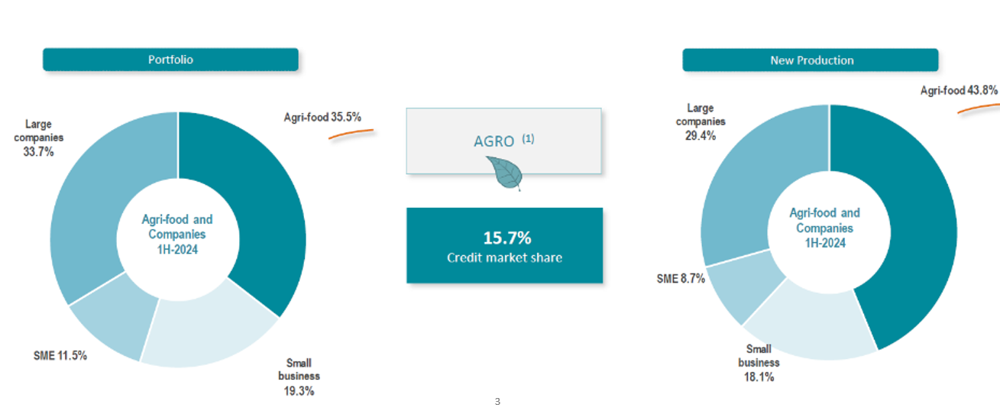 Portfolio
Agri-food 35.5%
Large
companies
33.7%
Agri-food and
Companies
1H-2024
SME 11.5%
Small
business
19.3%
AGRO (1)
15.7%
Credit market share
New Production
Agri-food 43.8%
Large
companies
29.4%
Agri-food and
Companies
1H-2024
SME 8.7%
Small
business
18.1%
3